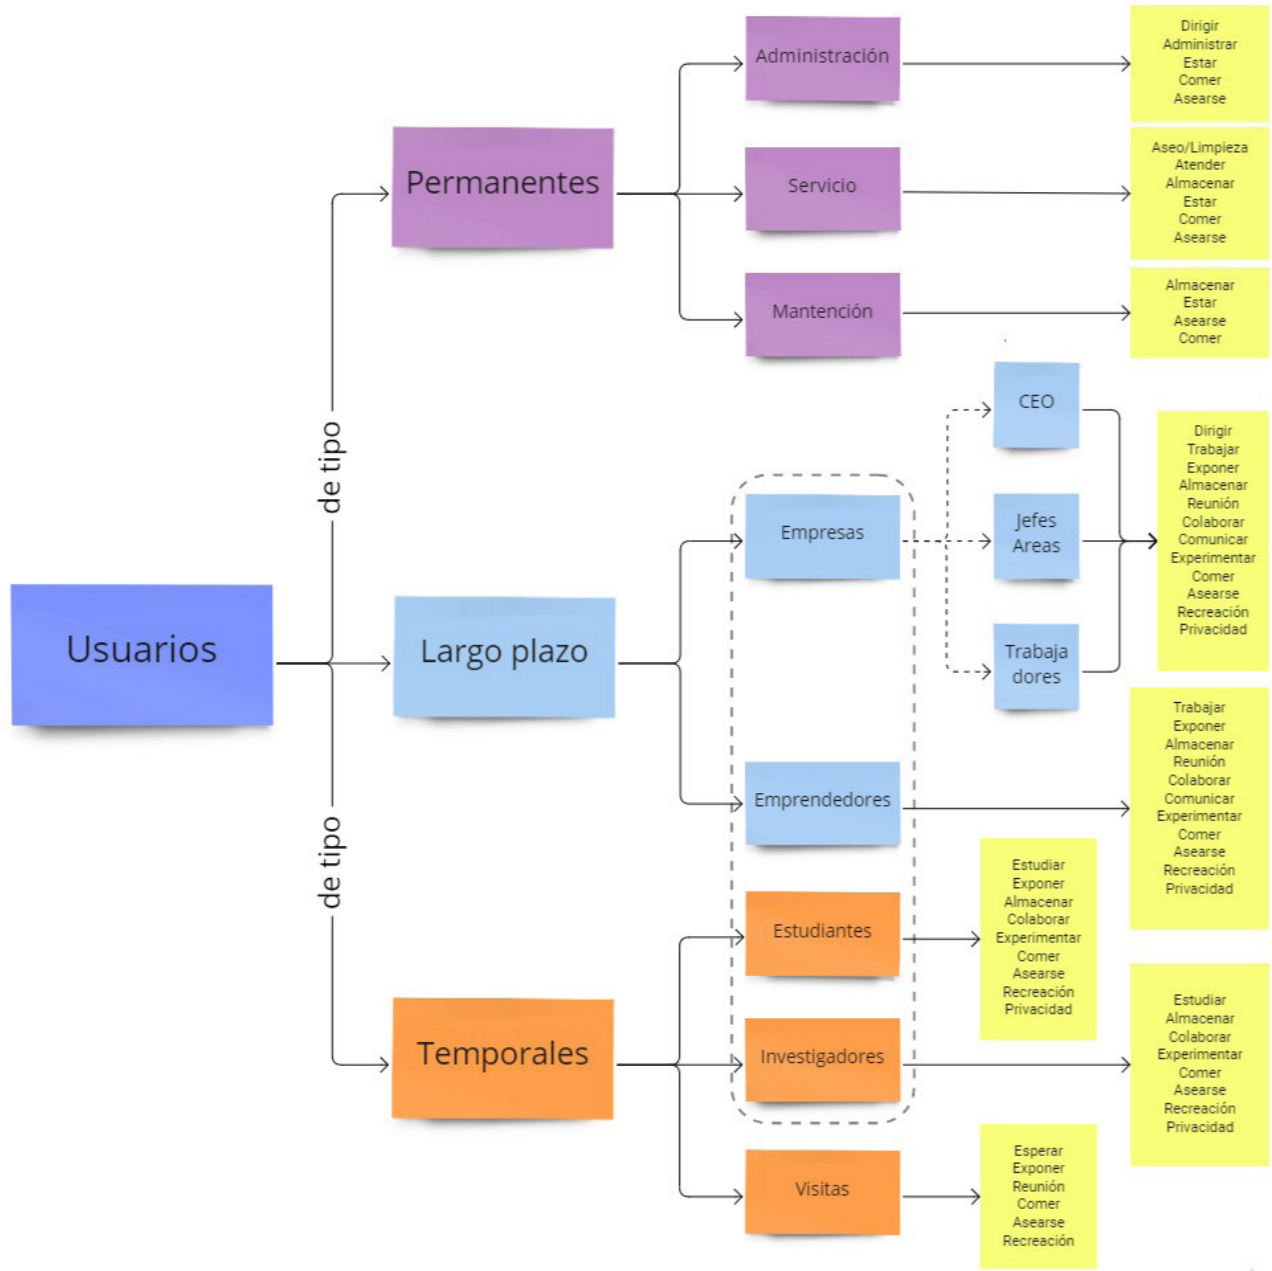 Usuarios
de tipo
de tipo
Permanentes
Administración
Dirigir
Administrar
Estar
Comer
Asearse
Servicio
Aseo/Limpieza
Atender
Almacenar
Estar
Comer
Asearse
Mantención
Almacenar
Estar
Asearse
Comer
Largo plazo
Empresas
CEO
Jefes
Areas
Trabaja
dores
Dirigir
Trabajar
Exponer
Almacenar
Reunión
Colaborar
Comunicar
Experimentar
Comer
Asearse
Recreación
Privacidad
Emprendedores
Trabajar
Exponer
Almacenar
Reunión
Colaborar
Comunicar
Experimentar
Comer
Asearse
Recreación
Privacidad
Temporales
Estudiantes
Estudiar
Exponer
Almacenar
Colaborar
Experimentar
Comer
Asearse
Recreación
Privacidad
Investigadores
Estudiar
Almacenar
Colaborar
Experimentar
Comer
Asearse
Recreación
Privacidad
Visitas
Esperar
Exponer
Reunión
Comer
Asearse
Recreación